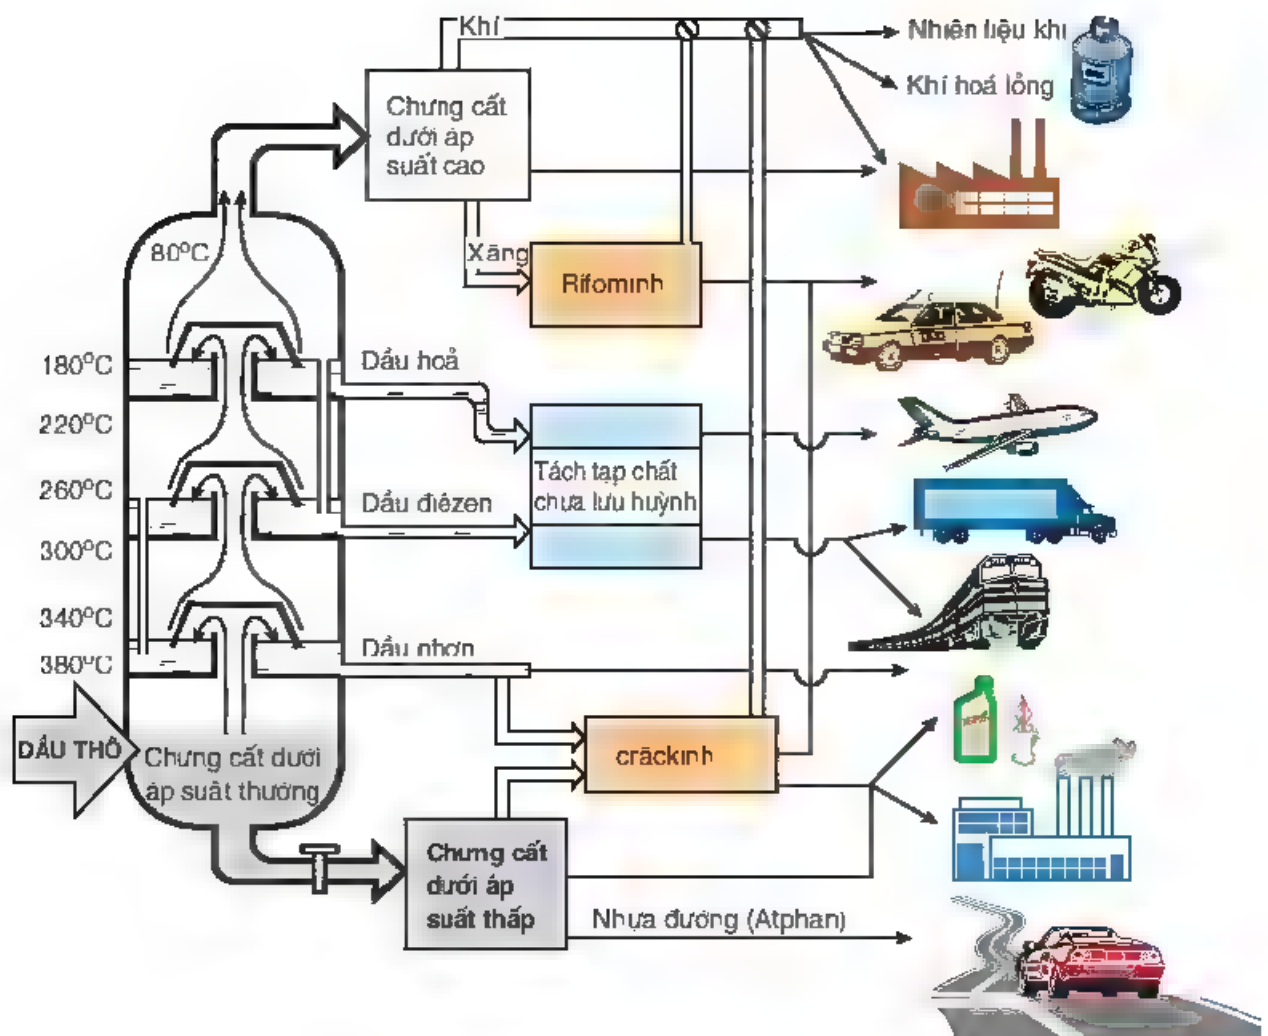 Khí
Nhiên liệu khí
Khí hoá lỏng
Chưng cất
dưới áp
suất cao
80°C
Xăng
Rifominh
180°C
Dầu hoả
220°C
260°C
Tách tạp chất
chưa lưu huỳnh
Dầu điêzen
300°C
340°C
380°C
Dầu nhơn
DẦU THÔ
Chưng cất dưới
áp suất thường
crăckinh
Chưng cất
dưới áp
suất thấp
Nhựa đường (Atphan)